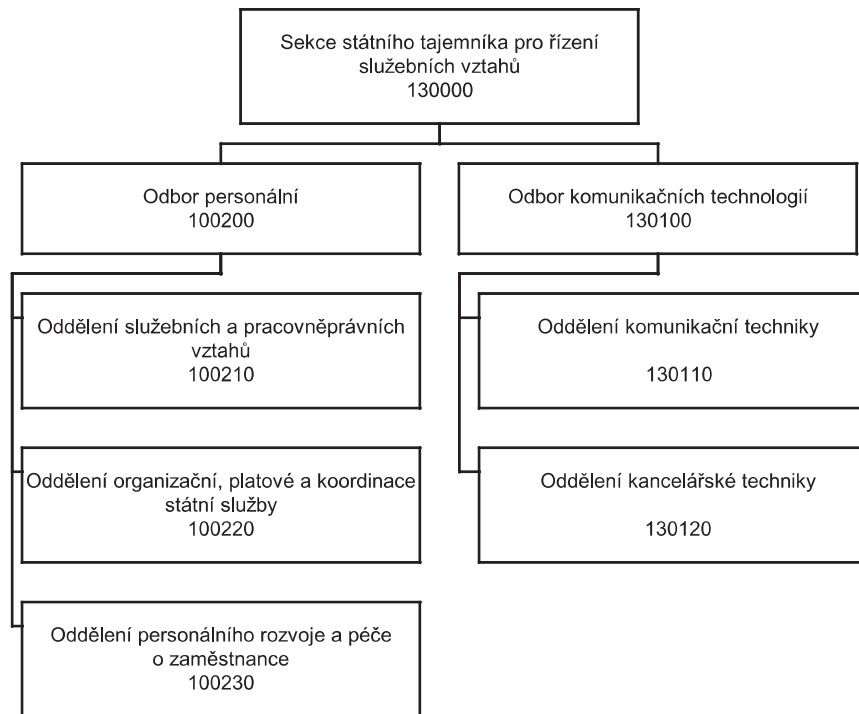 Sekce státního tajemníka pro řízení
služebních vztahů
130000
Odbor personální
100200
Odbor komunikačních technologií
130100
Oddělení služebních a pracovněprávních
vztahů
100210
Oddělení komunikační techniky
130110
Oddělení organizační, platové a koordinace
státní služby
100220
Oddělení kancelářské techniky
130120
Oddělení personálního rozvoje a péče
o zaměstnance
100230